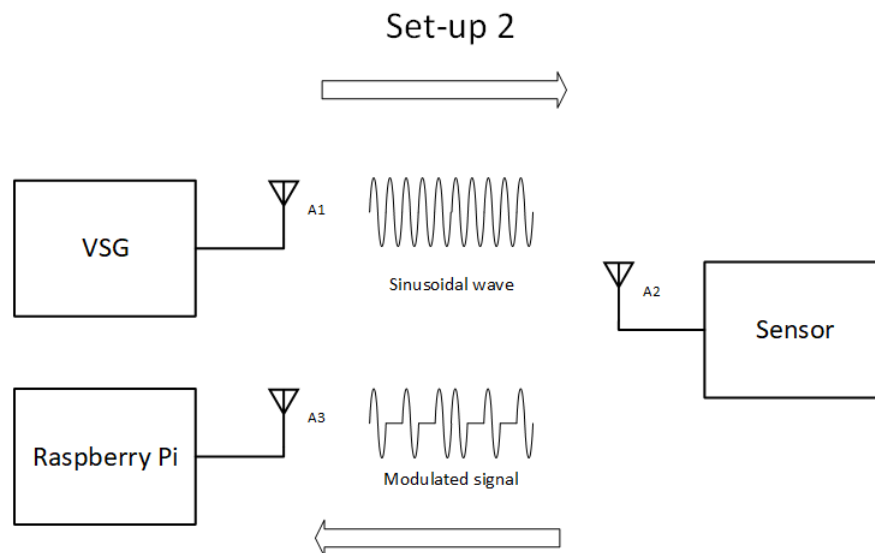 Set-up 2
VSG
A1
Sinusoidal wave
A2
Sensor
Raspberry Pi
A3
Modulated signal